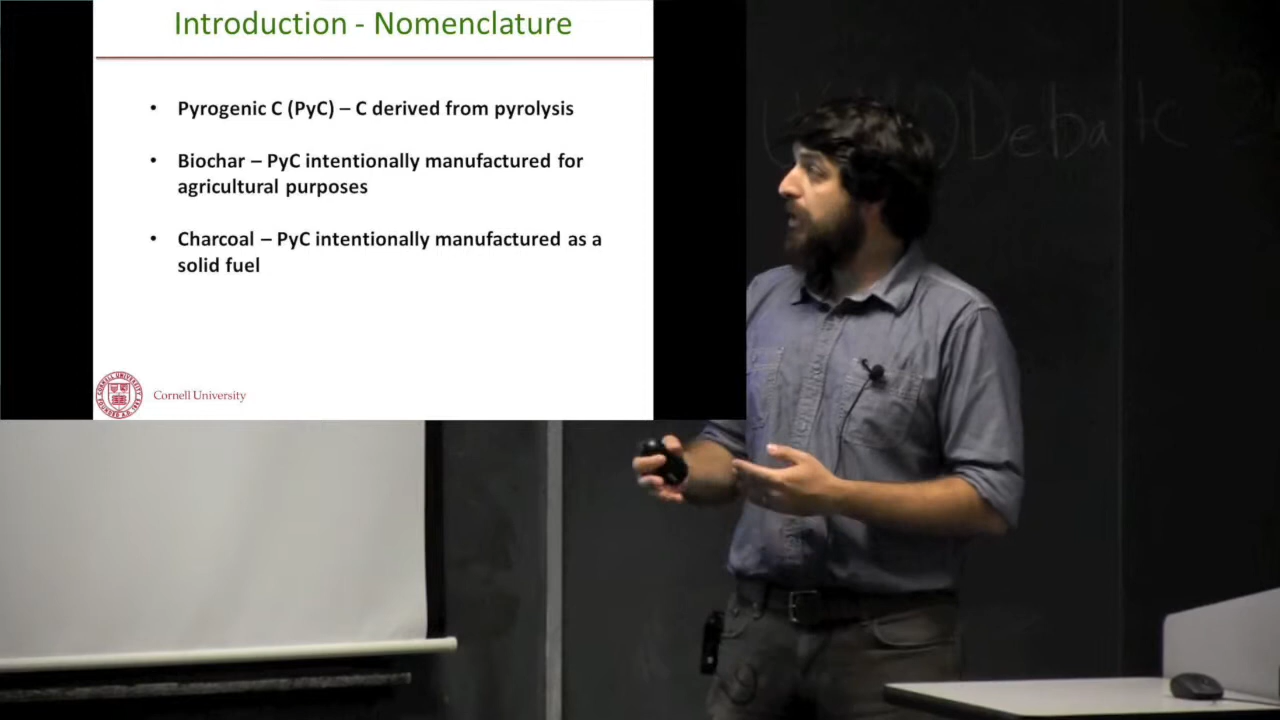 Introduction - Nomenclature
• Pyrogenic C (PyC) – C derived from pyrolysis
• Biochar – PyC intentionally manufactured for
agricultural purposes
• Charcoal – PyC intentionally manufactured as a
solid fuel
Cornell University
Debate